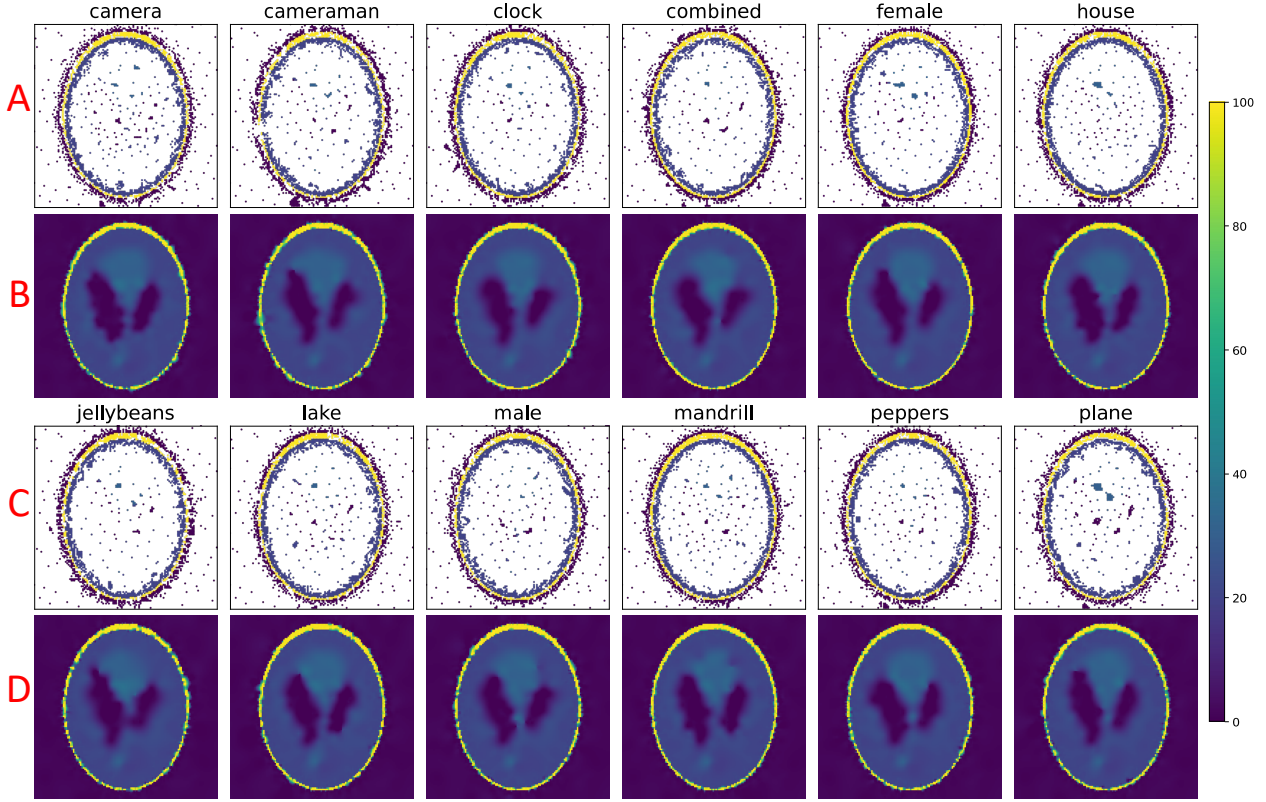 camera cameraman clock combined female house
A
100
80
B
60
jellybeans lake male mandrill peppers plane
40
C
20
D
0